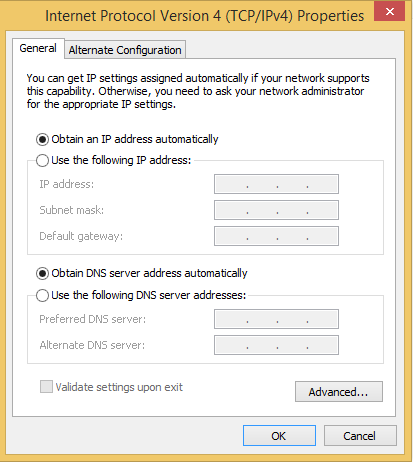 Internet Protocol Version 4 (TCP/IPv4) Properties
General
Alternate Configuration
You can get IP settings assigned automatically if your network supports
this capability. Otherwise, you need to ask your network administrator
for the appropriate IP settings.
Obtain an IP address automatically
Use the following IP address:
IP address:
Subnet mask:
Default gateway:
Obtain DNS server address automatically
Use the following DNS server addresses:
Preferred DNS server:
Alternate DNS server:
Validate settings upon exit
Advanced...
OK
Cancel